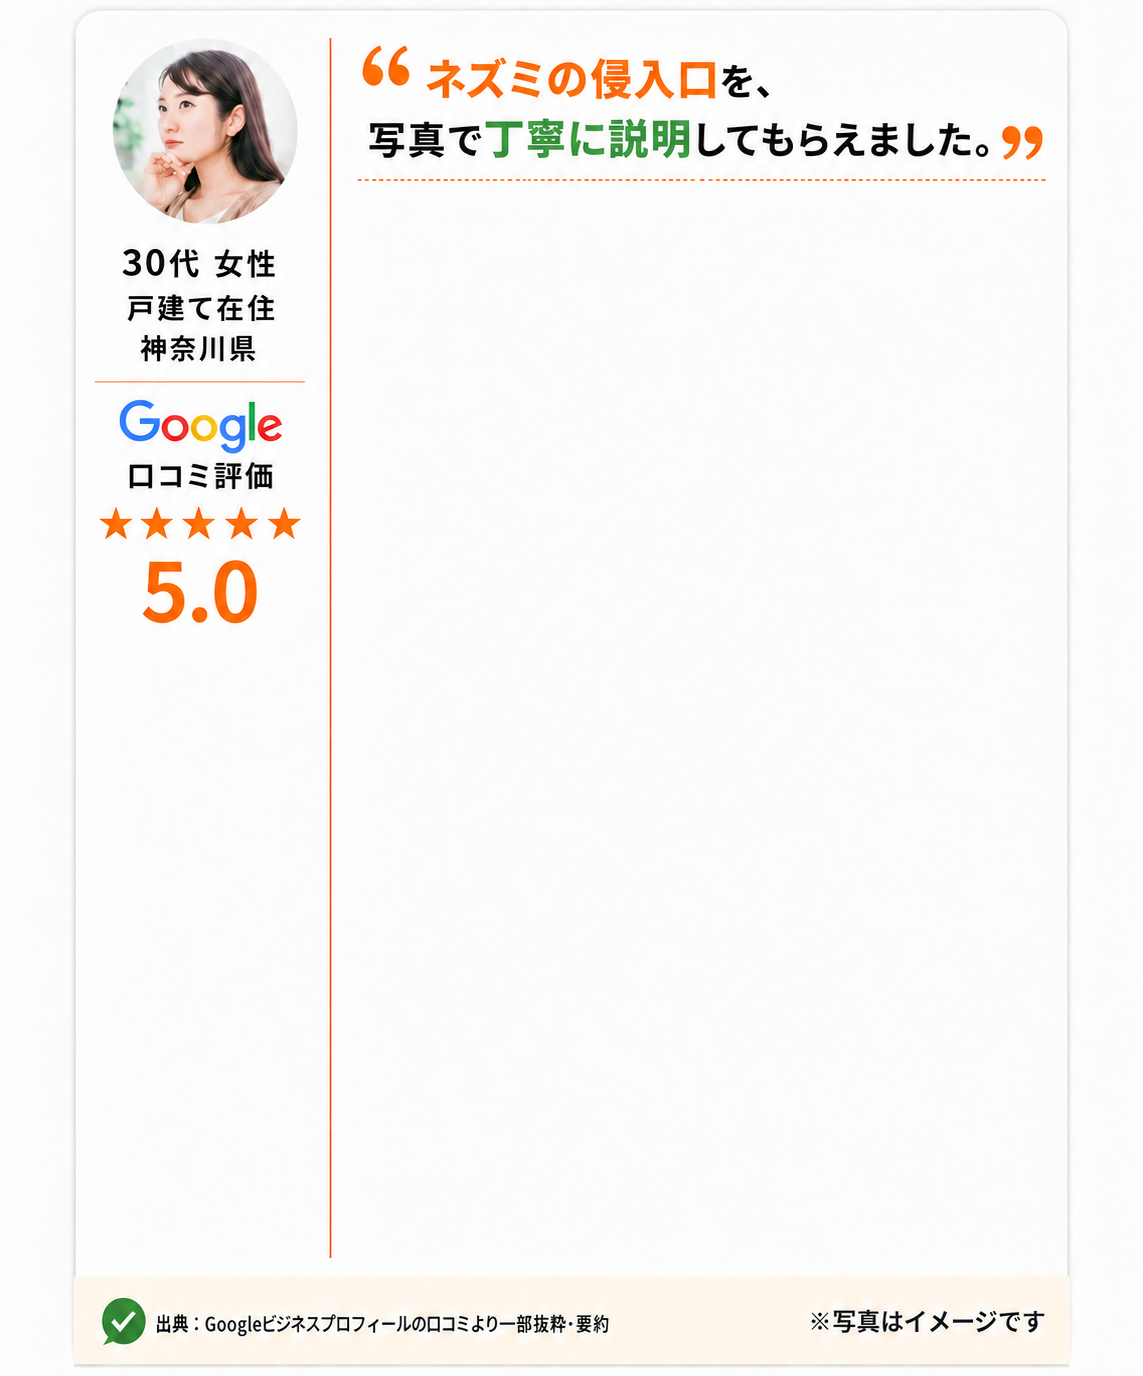 30代 女性
戸建て在住
神奈川県
Google
口コミ評価
★★★★★
5.0
“ネズミの侵入口を、
写真で丁寧に説明してもらえました。”
出典：Googleビジネスプロフィールの口コミより一部抜粋・要約
※写真はイメージです